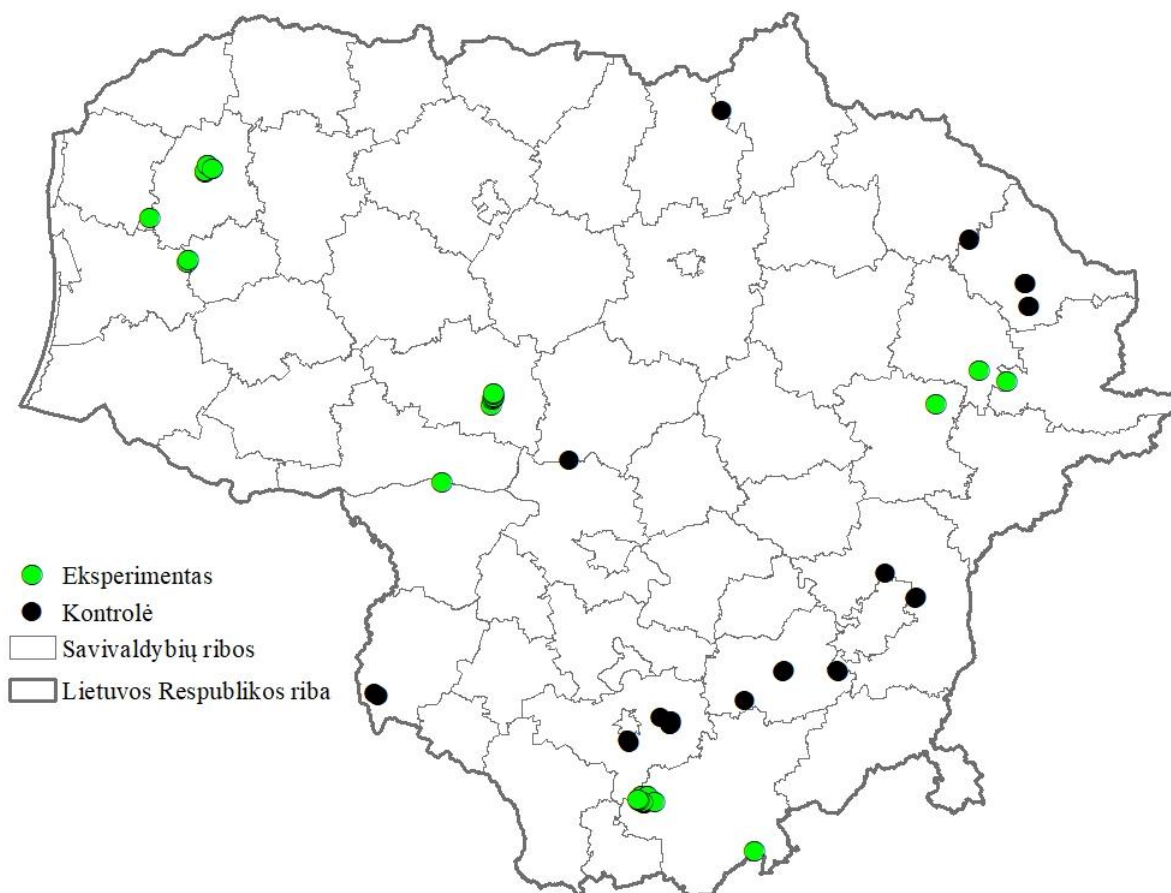 Eksperimentas
Kontrolė
Savivaldybių ribos
Lietuvos Respublikos riba